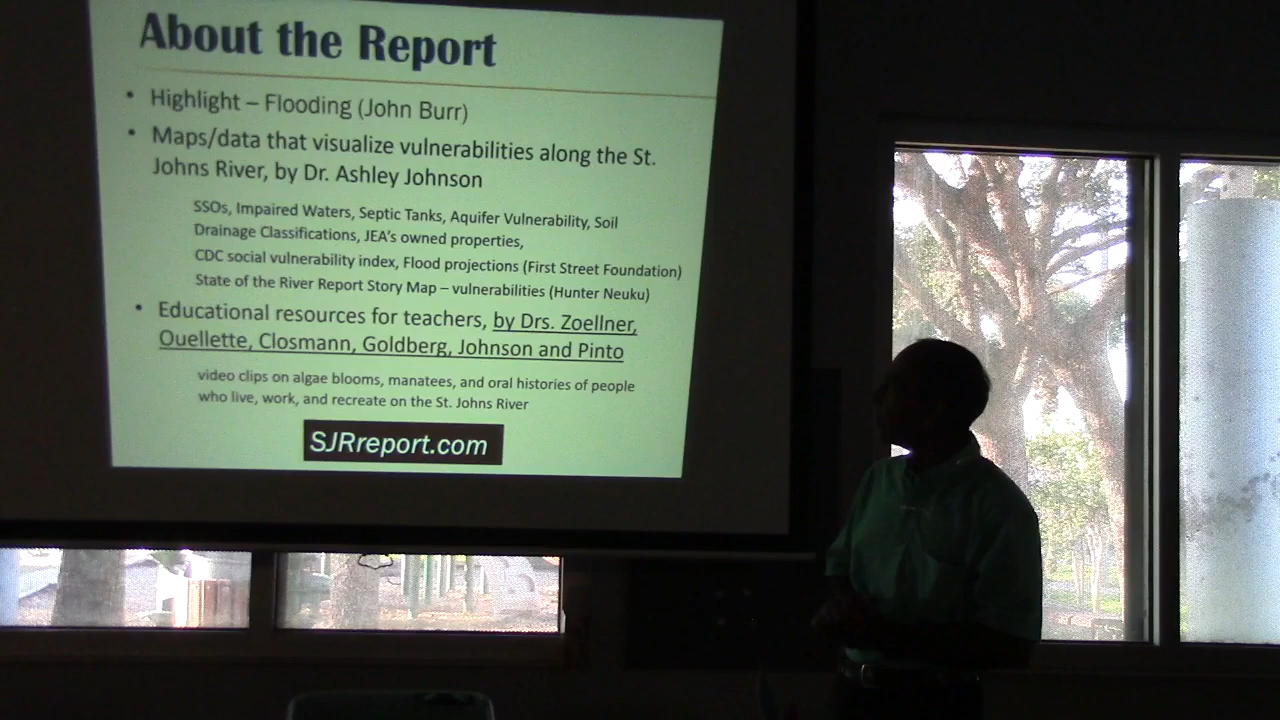 About the Report
• Highlight – Flooding (John Burr)
• Maps/data that visualize vulnerabilities along the St.
Johns River, by Dr. Ashley Johnson
SSOs, Impaired Waters, Septic Tanks, Aquifer Vulnerability, Soil
Drainage Classifications, JEA's owned properties,
CDC social vulnerability index, Flood projections (First Street Foundation)
State of the River Report Story Map – vulnerabilities (Hunter Neuku)
• Educational resources for teachers, by Drs. Zoellner,
Ouellette, Closmann, Goldberg, Johnson and Pinto
video clips on algae blooms, manatees, and oral histories of people
who live, work, and recreate on the St. Johns River
SJRreport.com